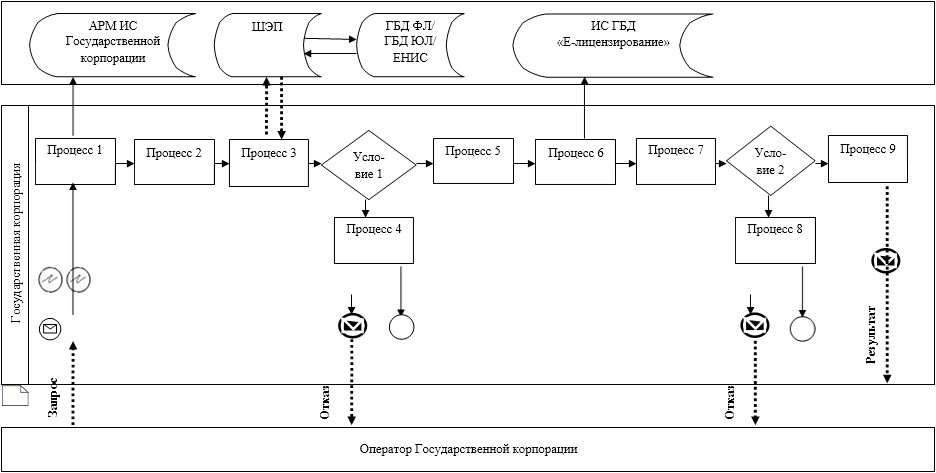 АРМ ИС
Государственной
корпорации
ШЭП
ГБД ФЛ/
ГБД ЮЛ/
ЕНИС
ИС ГБД
«Е-лицензирование»
Государственная корпорация
Процесс 1
Процесс 2
Процесс 3
Усло-
вие 1
Процесс 5
Процесс 6
Процесс 7
Усло-
вие 2
Процесс 9
Процесс 4
Процесс 8
Запрос
Отказ
Отказ
Результат
Оператор Государственной корпорации